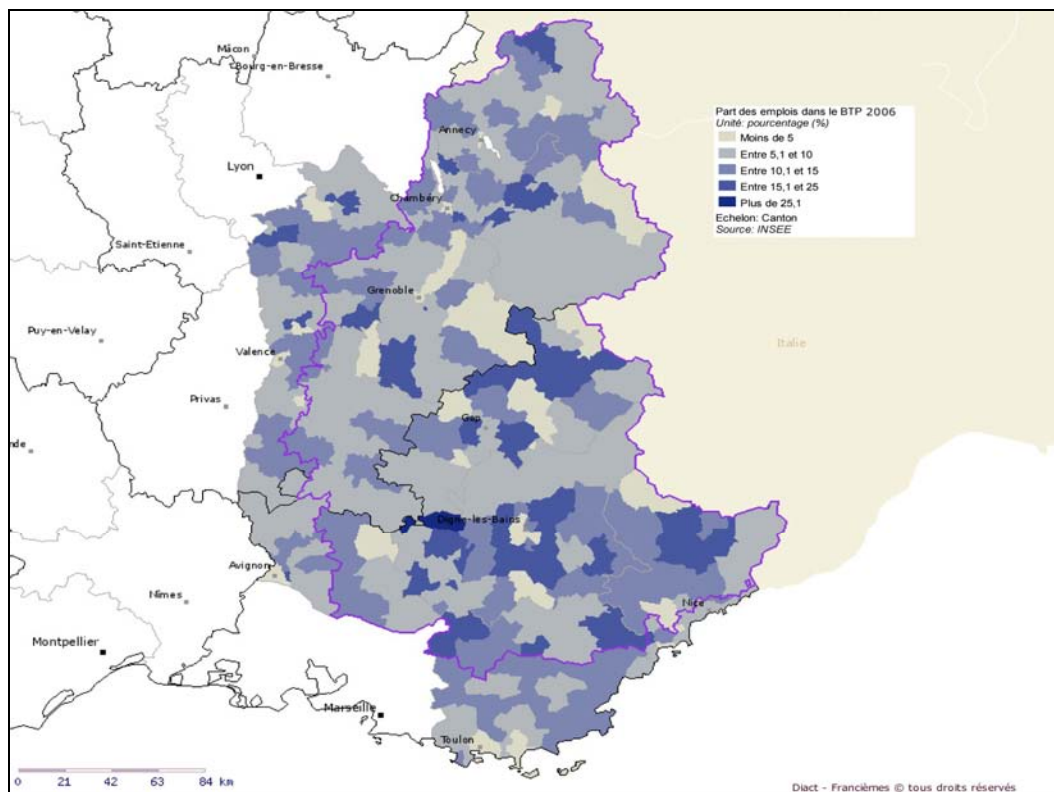 Mâcon
Bourg-en-Bresse
Part des emplois dans le BTP 2006
Unité: pourcentage (%)
Moins de 5
Entre 5,1 et 10
Entre 10,1 et 15
Entre 15,1 et 25
Plus de 25,1
Echelon: Canton
Source: INSEE
Annecy
Lyon
Chambéry
Saint-Etienne
Grenoble
Puy-en-Velay
Italie
Valence
Privas
Gap
nde
Digne-les-Bains
Avignon
Nîmes
Nice
Montpellier
Marseille
Toulon
0 21 42 63 84 km
Diact - Francièmes © tous droits réservés